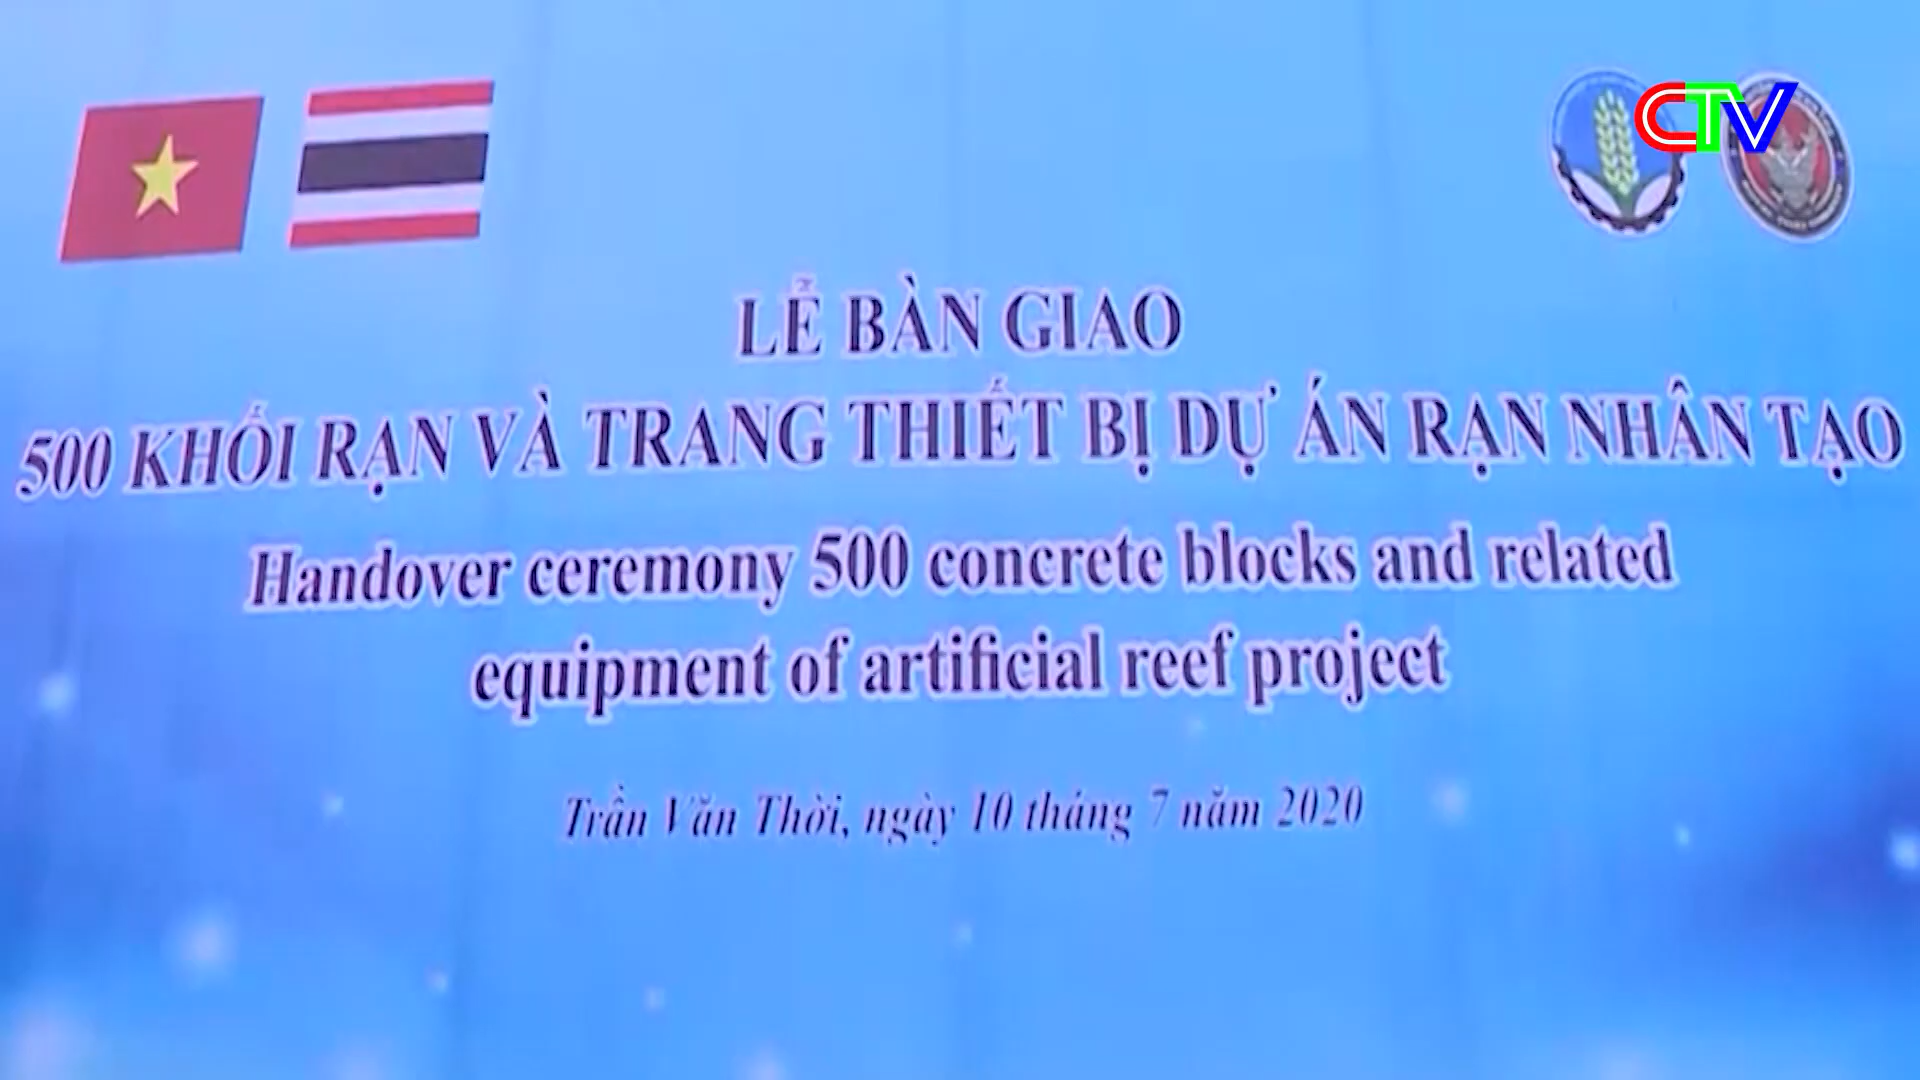 CTV
LỄ BÀN GIAO
500 KHỐI RẠN VÀ TRANG THIẾT BỊ DỰ ÁN RẠN NHÂN TẠO
Handover ceremony 500 concrete blocks and related
equipment of artificial reef project
Trần Văn Thời, ngày 10 tháng 7 năm 2020